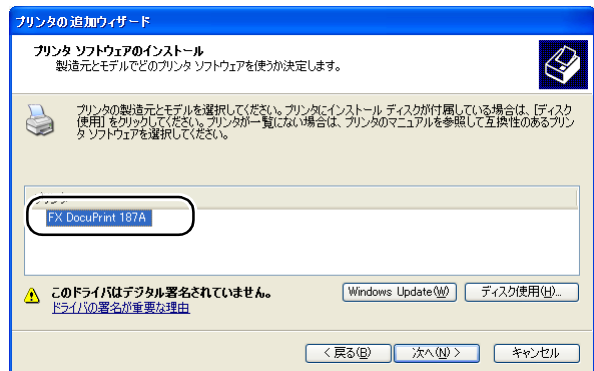 プリンタの追加ウィザード
プリンタ ソフトウェアのインストール
製造元とモデルでどのプリンタ ソフトウェアを使うか決定します。
プリンタの製造元とモデルを選択してください。プリンタにインストール ディスクが付属している場合は、[ディスク
使用] をクリックしてください。プリンタが一覧にない場合は、プリンタのマニュアルを参照して互換性のあるプリン
タ ソフトウェアを選択してください。
FX DocuPrint 187A
このドライバはデジタル署名されていません。
ドライバの署名が重要な理由
Windows Update(W)
ディスク使用(H)...
< 戻る(B)
次へ(N) >
キャンセル